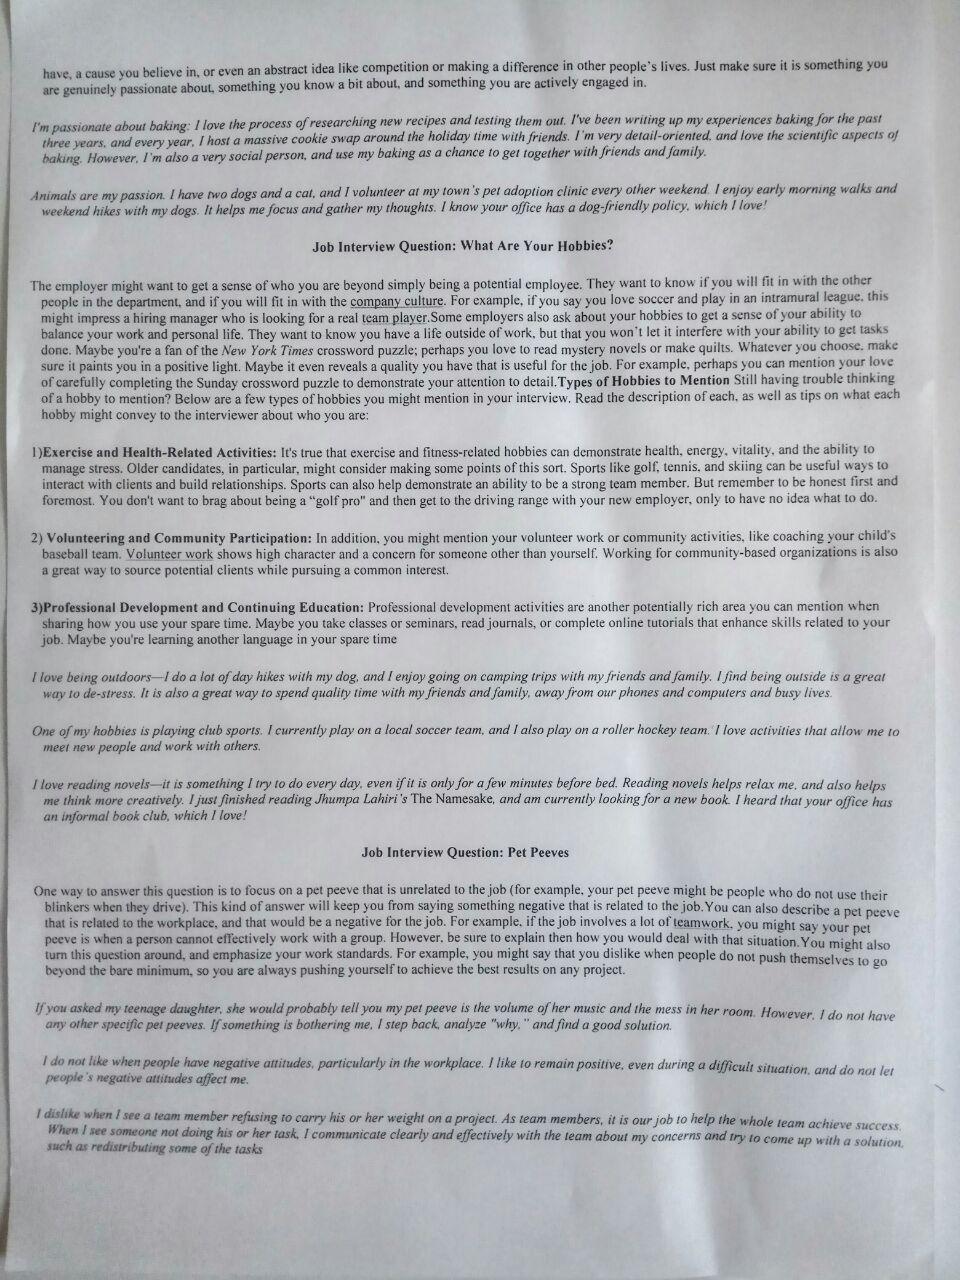 have, a cause you believe in, or even an abstract idea like competition or making a difference in other people's lives. Just make sure it is something you
are genuinely passionate about, something you know a bit about, and something you are actively engaged in.
I'm passionate about baking: I love the process of researching new recipes and testing them out. I've been writing up my experiences baking for the past
three years, and every year, I host a massive cookie swap around the holiday time with friends. I'm very detail-oriented, and love the scientific aspects of
baking. However, I'm also a very social person, and use my baking as a chance to get together with friends and family.
Animals are my passion. I have two dogs and a cat, and I volunteer at my town's pet adoption clinic every other weekend. I enjoy early morning walks and
weekend hikes with my dogs. It helps me focus and gather my thoughts. I know your office has a dog-friendly policy, which I love!
Job Interview Question: What Are Your Hobbies?
The employer might want to get a sense of who you are beyond simply being a potential employee. They want to know if you will fit in with the other
people in the department, and if you will fit in with the company culture. For example, if you say you love soccer and play in an intramural league, this
might impress a hiring manager who is looking for a real team player.Some employers also ask about your hobbies to get a sense of your ability to
balance your work and personal life. They want to know you have a life outside of work, but that you won't let it interfere with your ability to get tasks
done. Maybe you're a fan of the New York Times crossword puzzle; perhaps you love to read mystery novels or make quilts. Whatever you choose, make
sure it paints you in a positive light. Maybe it even reveals a quality you have that is useful for the job. For example, perhaps you can mention your love
of carefully completing the Sunday crossword puzzle to demonstrate your attention to detail.Types of Hobbies to Mention Still having trouble thinking
of a hobby to mention? Below are a few types of hobbies you might mention in your interview. Read the description of each, as well as tips on what each
hobby might convey to the interviewer about who you are:
1)Exercise and Health-Related Activities: It's true that exercise and fitness-related hobbies can demonstrate health, energy, vitality, and the ability to
manage stress. Older candidates, in particular, might consider making some points of this sort. Sports like golf, tennis, and skiing can be useful ways to
interact with clients and build relationships. Sports can also help demonstrate an ability to be a strong team member. But remember to be honest first and
foremost. You don't want to brag about being a “golf pro" and then get to the driving range with your new employer, only to have no idea what to do.
2) Volunteering and Community Participation: In addition, you might mention your volunteer work or community activities, like coaching your child's
baseball team. Volunteer work shows high character and a concern for someone other than yourself. Working for community-based organizations is also
a great way to source potential clients while pursuing a common interest.
3)Professional Development and Continuing Education: Professional development activities are another potentially rich area you can mention when
sharing how you use your spare time. Maybe you take classes or seminars, read journals, or complete online tutorials that enhance skills related to your
job. Maybe you're learning another language in your spare time
I love being outdoors—I do a lot of day hikes with my dog, and I enjoy going on camping trips with my friends and family. I find being outside is a great
way to de-stress. It is also a great way to spend quality time with my friends and family, away from our phones and computers and busy lives.
One of my hobbies is playing club sports. I currently play on a local soccer team, and I also play on a roller hockey team. I love activities that allow me to
meet new people and work with others.
I love reading novels—it is something I try to do every day, even if it is only for a few minutes before bed. Reading novels helps relax me, and also helps
me think more creatively. I just finished reading Jhumpa Lahiri's The Namesake, and am currently looking for a new book. I heard that your office has
an informal book club, which I love!
Job Interview Question: Pet Peeves
One way to answer this question is to focus on a pet peeve that is unrelated to the job (for example, your pet peeve might be people who do not use their
blinkers when they drive). This kind of answer will keep you from saying something negative that is related to the job.You can also describe a pet peeve
that is related to the workplace, and that would be a negative for the job. For example, if the job involves a lot of teamwork, you might say your pet
peeve is when a person cannot effectively work with a group. However, be sure to explain then how you would deal with that situation.You might also
turn this question around, and emphasize your work standards. For example, you might say that you dislike when people do not push themselves to go
beyond the bare minimum, so you are always pushing yourself to achieve the best results on any project.
If you asked my teenage daughter, she would probably tell you my pet peeve is the volume of her music and the mess in her room. However, I do not have
any other specific pet peeves. If something is bothering me, I step back, analyze "why," and find a good solution.
I do not like when people have negative attitudes, particularly in the workplace. I like to remain positive, even during a difficult situation, and do not let
people's negative attitudes affect me.
I dislike when I see a team member refusing to carry his or her weight on a project. As team members, it is our job to help the whole team achieve success.
When I see someone not doing his or her task, I communicate clearly and effectively with the team about my concerns and try to come up with a solution,
such as redistributing some of the tasks